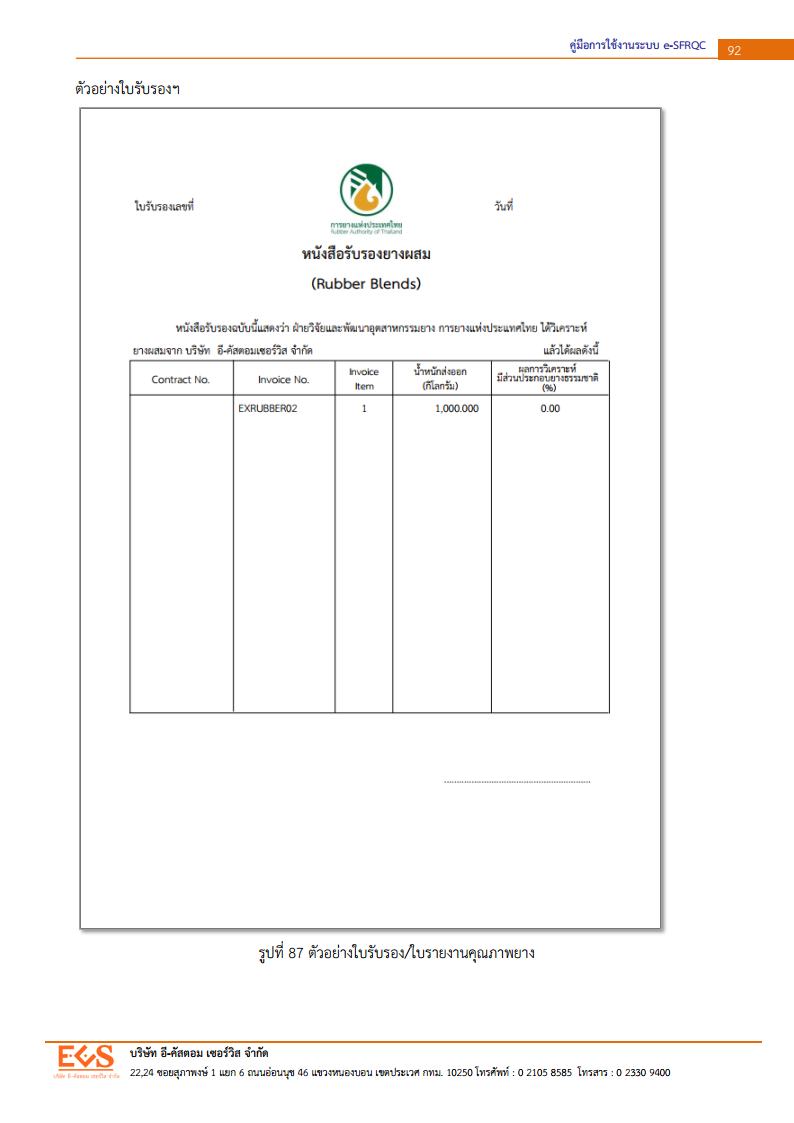 คู่มือการใช้งานระบบ e-SFRQC 92
ตัวอย่างใบรับรองฯ
ใบรับรองเลขที่ วันที่
การยางแห่งประเทศไทย
Rubber Authority of Thailand
หนังสือรับรองยางผสม
(Rubber Blends)
หนังสือรับรองฉบับนี้แสดงว่า ฝ่ายวิจัยและพัฒนาอุตสาหกรรมยาง การยางแห่งประแทศไทย ได้วิเคราะห์
ยางผสมจาก บริษัท อี-คัสตอมเซอร์วิส จำกัด แล้วได้ผลดังนี้
Contract No. Invoice No. Invoice Item น้ำหนักส่งออก (กิโลกรัม) ผลการวิเคราะห์ มีส่วนประกอบยางธรรมชาติ (%)
EXRUBBER02 1 1,000.000 0.00
รูปที่ 87 ตัวอย่างใบรับรอง/ใบรายงานคุณภาพยาง
ECS
บริษัท อี-คัสตอม เซอร์วิส จำกัด
บริษัท อี-คัสตอม เซอร์วิส จำกัด
22,24 ซอยสุภาพงษ์ 1 แยก 6 ถนนอ่อนนุช 46 แขวงหนองบอน เขตประเวศ กทม. 10250 โทรศัพท์ : 0 2105 8585 โทรสาร : 0 2330 9400